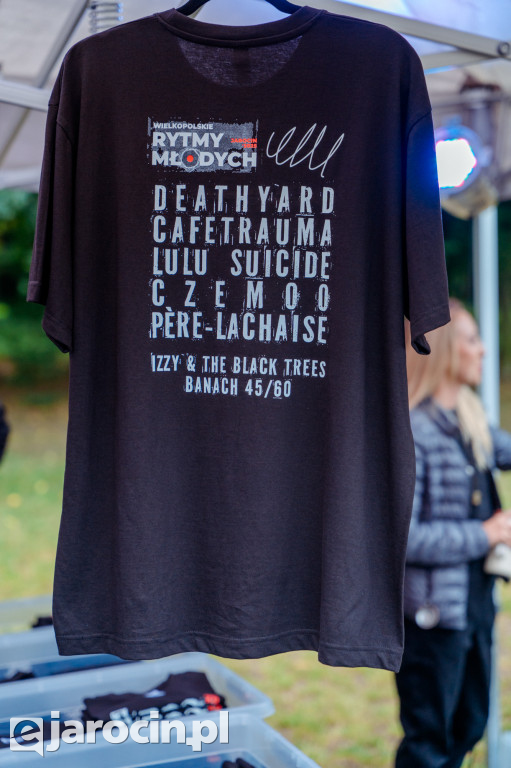 WIELKOPOLSKIE
RYTMY
MŁODYCH
DEATHYARD
CAFETRAUMA
LULU SUICIDE
CZEMOO
PÈRE-LACHAISE
IZZY & THE BLACK TREES
BANACH 45/60
ejarocin.pl